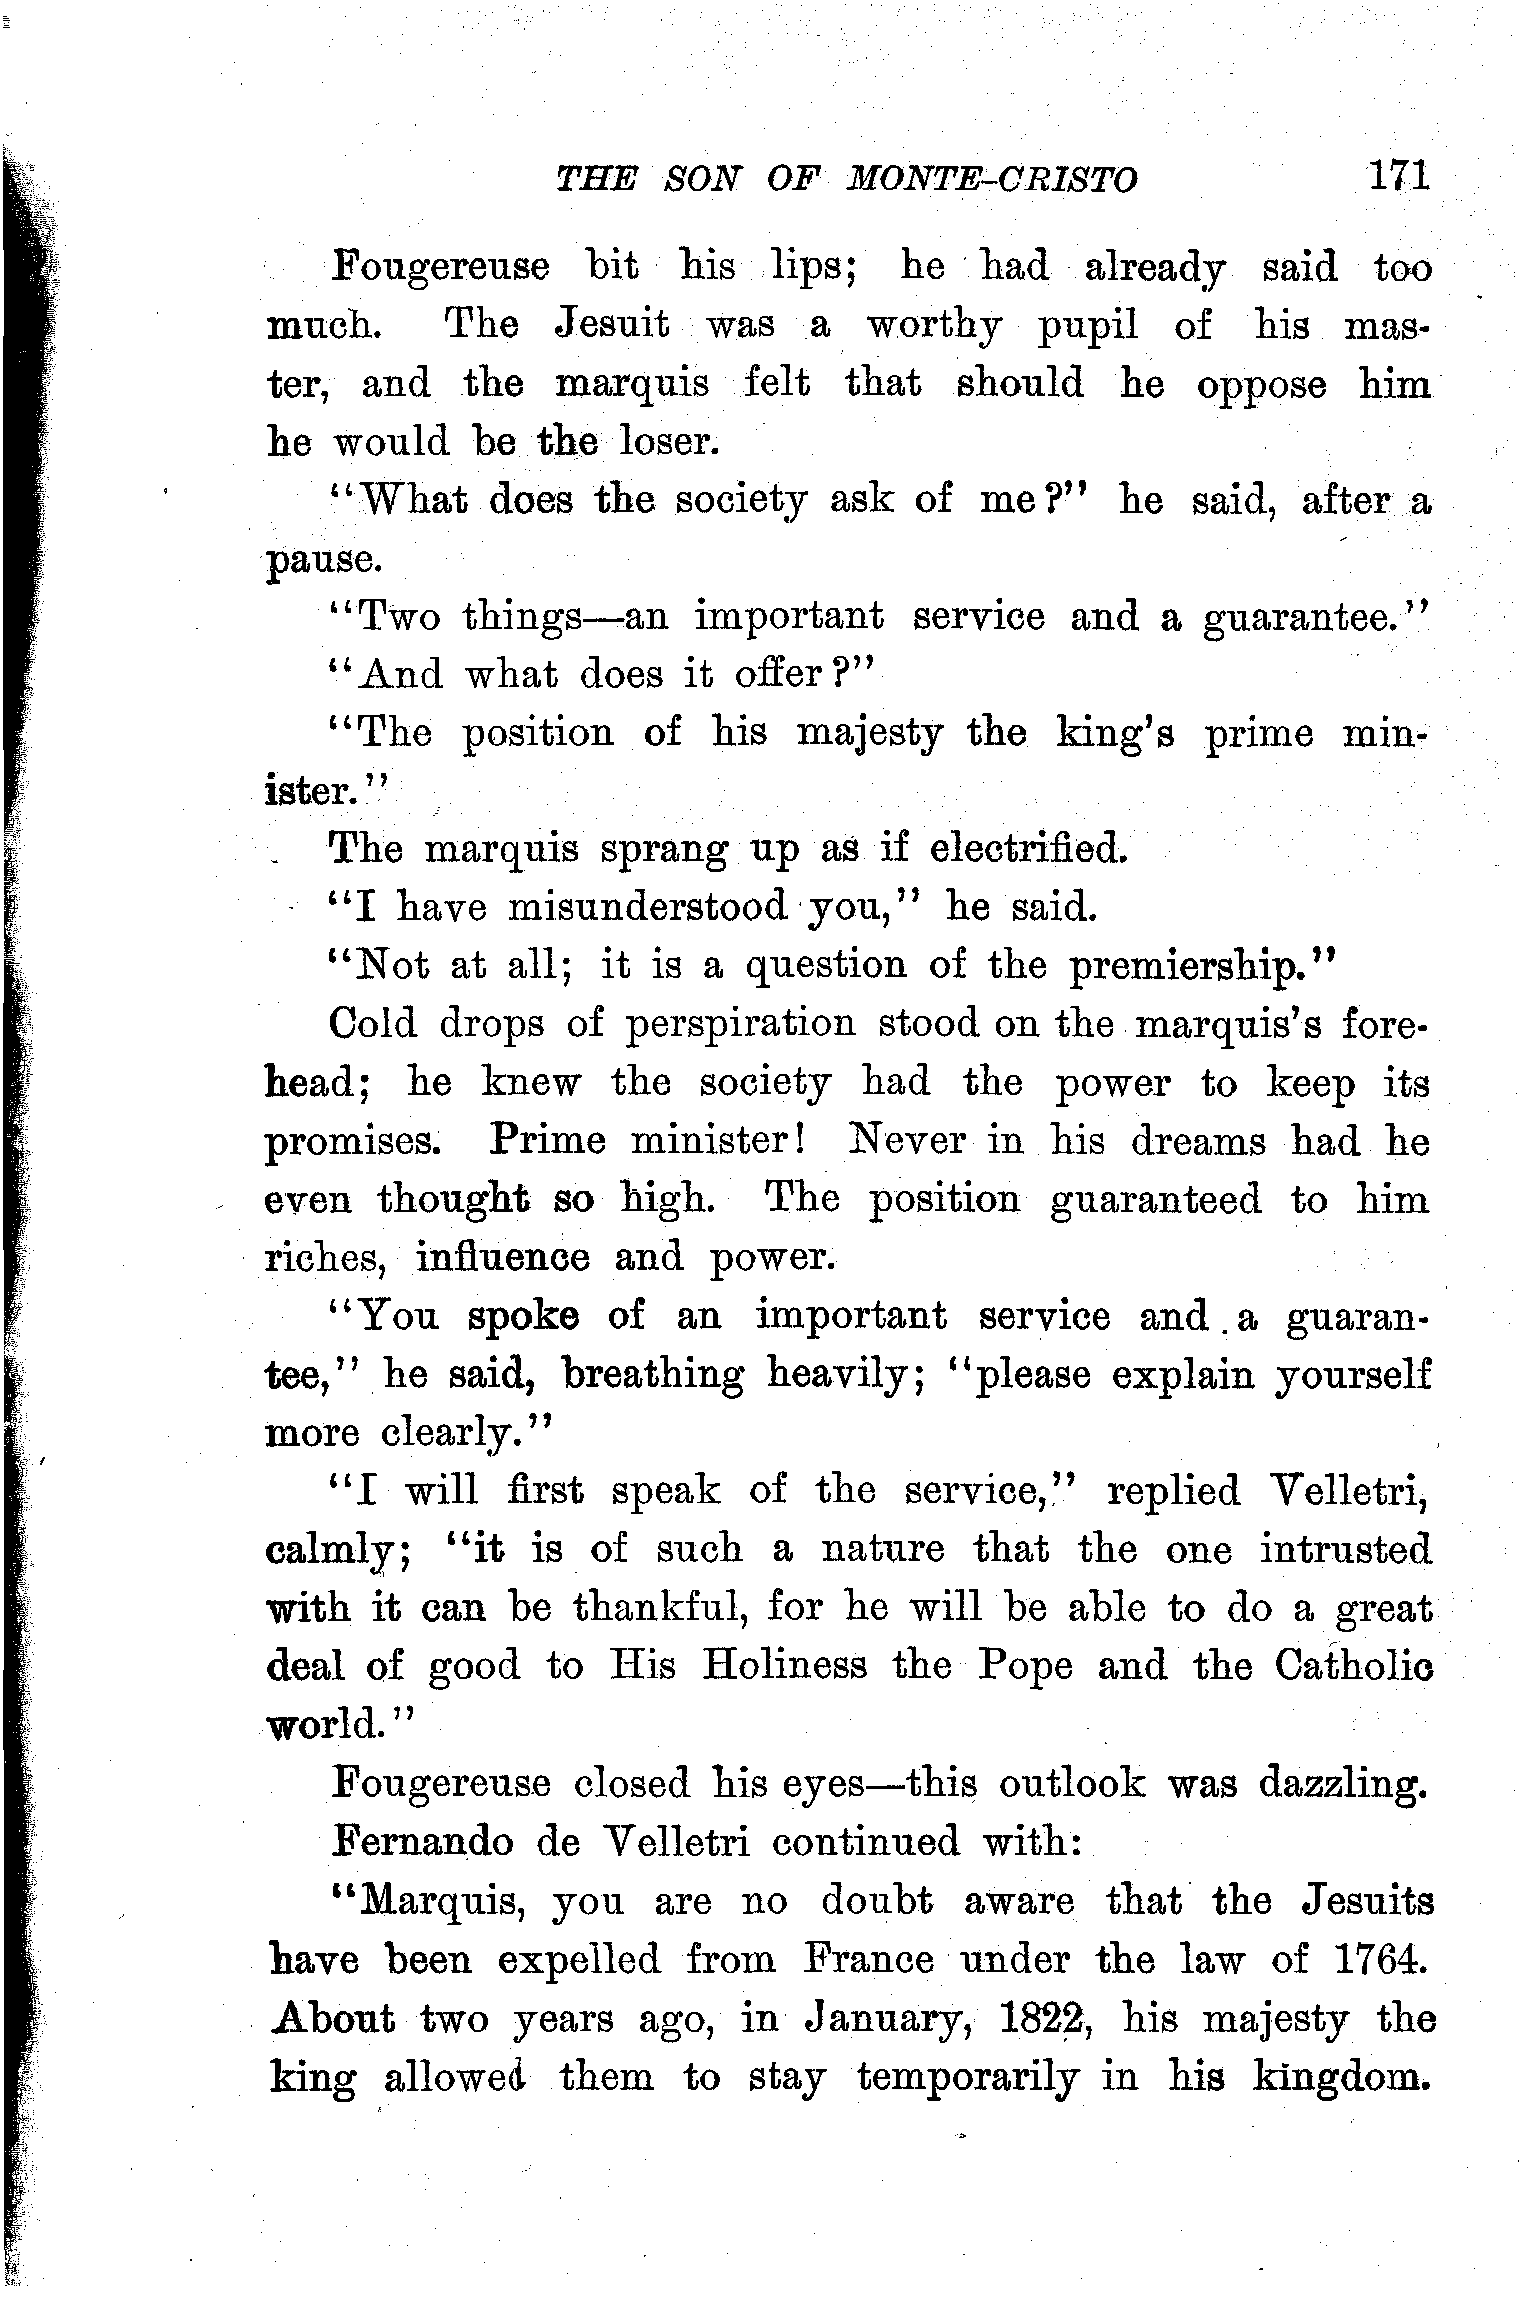 THE SON OF MONTE-CRISTO 171
Fougereuse bit his lips; he had already said too
much. The Jesuit was a worthy pupil of his mas-
ter, and the marquis felt that should he oppose him
he would be the loser.
"What does the society ask of me?" he said, after a
pause.
"Two things—an important service and a guarantee."
"And what does it offer?"
"The position of his majesty the king's prime min-
ister."
The marquis sprang up as if electrified.
"I have misunderstood you," he said.
"Not at all; it is a question of the premiership."
Cold drops of perspiration stood on the marquis's fore-
head; he knew the society had the power to keep its
promises. Prime minister! Never in his dreams had he
even thought so high. The position guaranteed to him
riches, influence and power.
"You spoke of an important service and a guaran-
tee," he said, breathing heavily; "please explain yourself
more clearly."
"I will first speak of the service," replied Velletri,
calmly; "it is of such a nature that the one intrusted
with it can be thankful, for he will be able to do a great
deal of good to His Holiness the Pope and the Catholic
world."
Fougereuse closed his eyes—this outlook was dazzling.
Fernando de Velletri continued with:
"Marquis, you are no doubt aware that the Jesuits
have been expelled from France under the law of 1764.
About two years ago, in January, 1822, his majesty the
king allowed them to stay temporarily in his kingdom.